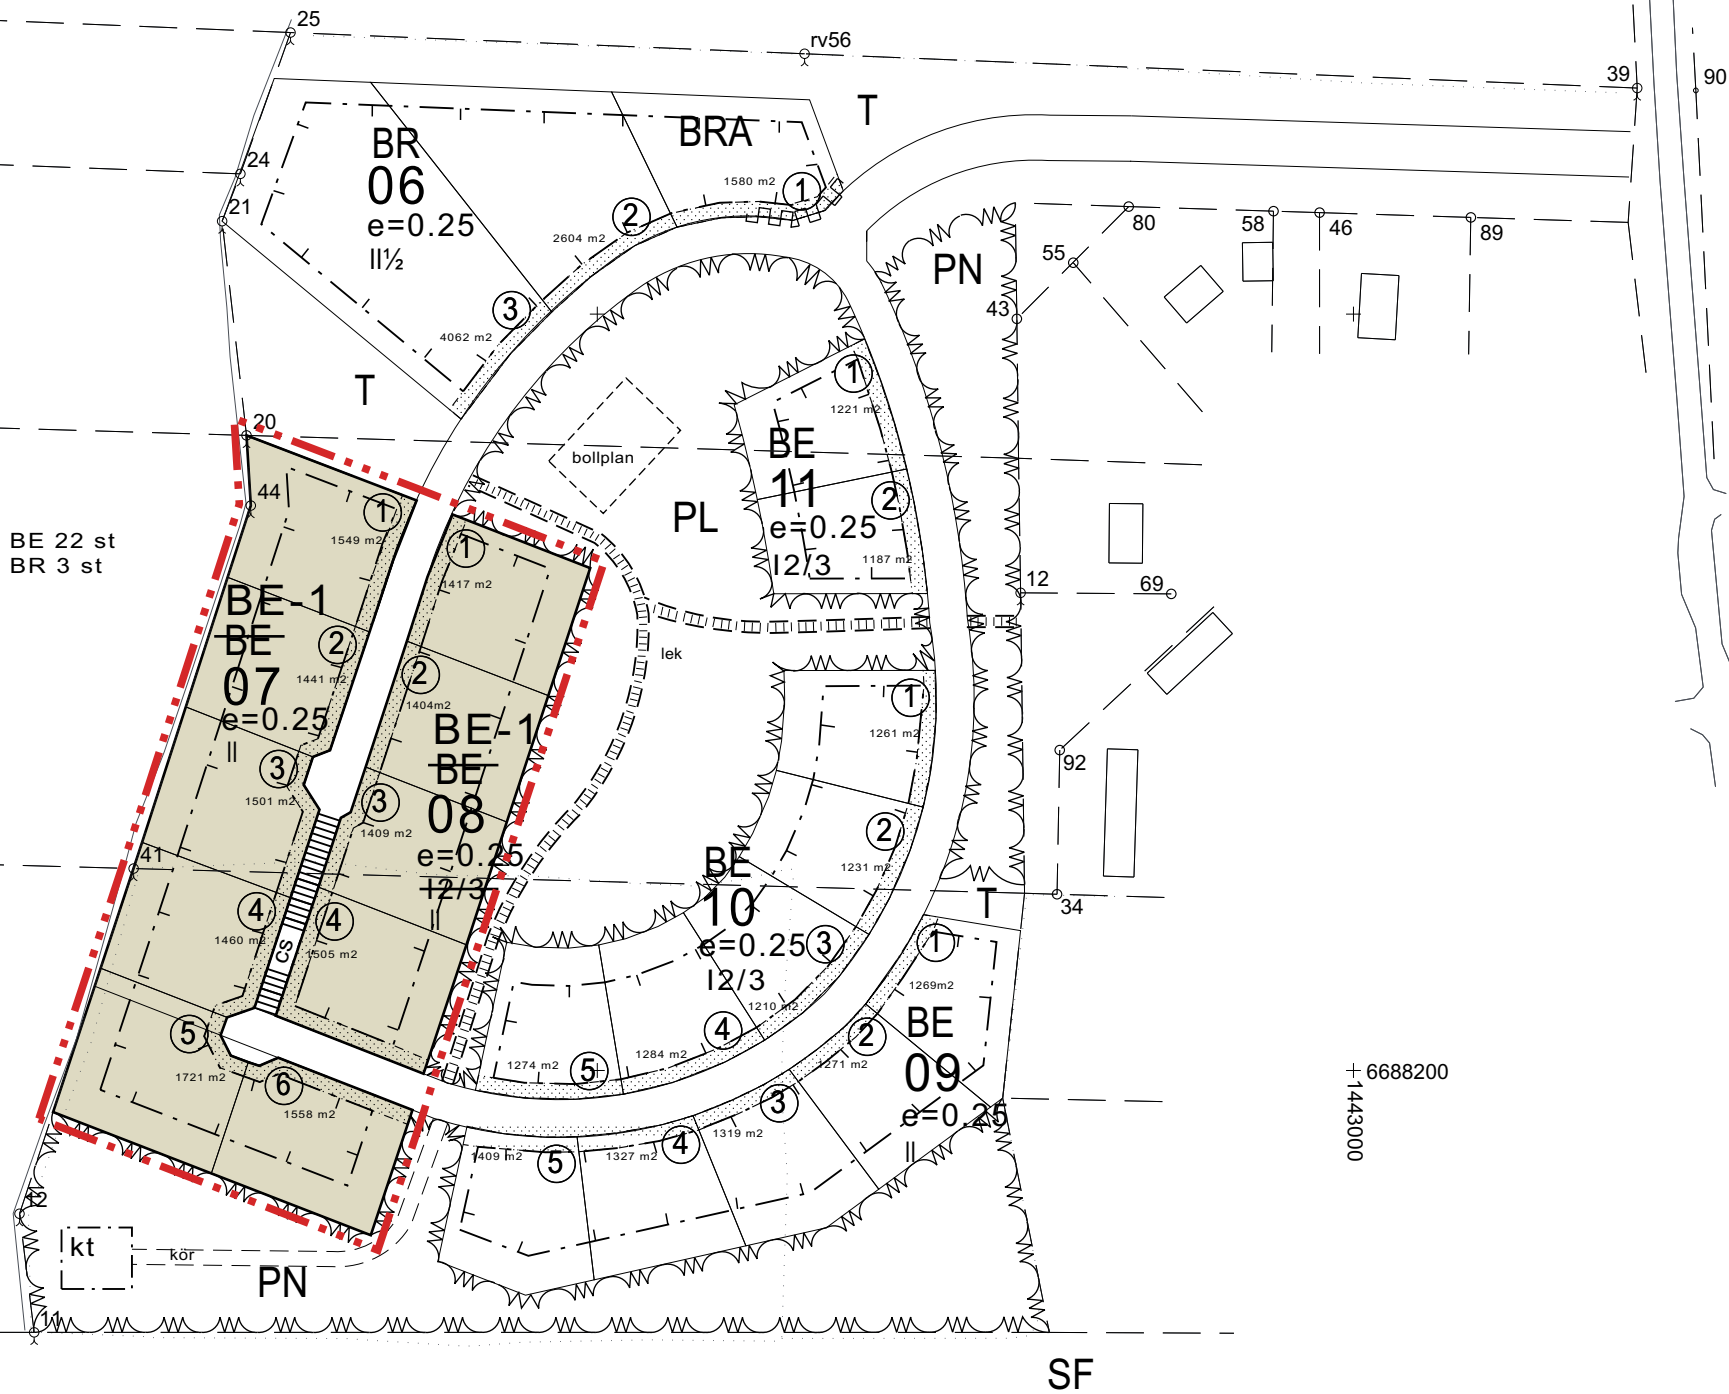 25
rv56
39
90
T
BRA
BR
06
e=0.25
II½
24
21
1580 m2
1
2
2604 m2
3
4062 m2
T
PN
80
58
46
89
55
43
20
44
bollplan
PL
1
1221 m2
BE
11
e=0.25
I2/3
2
1187 m2
BE 22 st
BR 3 st
1
1549 m2
1
1417 m2
BE-1
BE
07
e=0.25
II
2
1441 m2
2
1404m2
BE-1
BE
08
e=0.25
I2/3
II
3
1501 m2
3
1409 m2
4
1460 m2
4
1505 m2
cs
5
1721 m2
6
1558 m2
lek
12
69
92
34
41
1
1261 m2
2
1231 m2
BE
10
e=0.25
I2/3
3
1210 m2
4
1284 m2
5
1274 m2
T
1
1269m2
BE
09
e=0.25
II
2
1271 m2
3
1319 m2
4
1327 m2
5
1409 m2
6688200
1443000
12
kt
kör
PN
11
SF